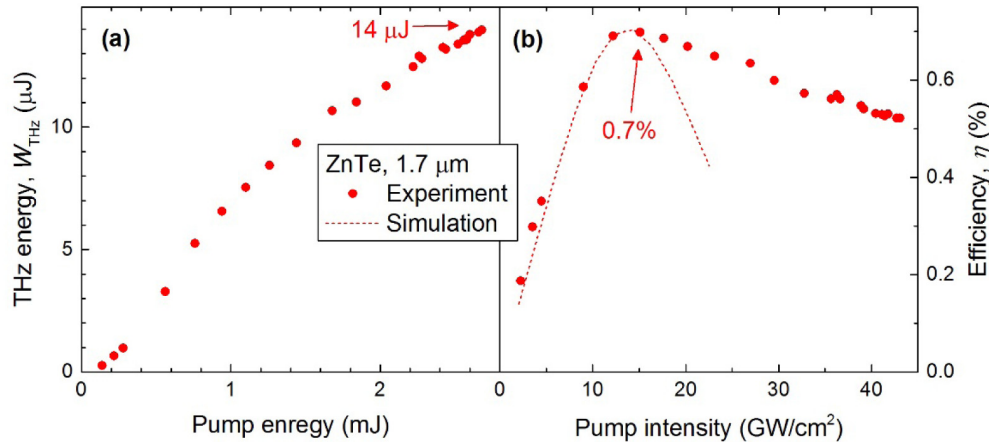 (a)
14 μJ
(b)
0.7%
ZnTe, 1.7 μm
Experiment
Simulation
THz energy, W_THz (μJ)
0
5
10
0
1
2
Pump enregy (mJ)
0
10
20
30
40
Pump intensity (GW/cm²)
0.0
0.2
0.4
0.6
Efficiency, η (%)